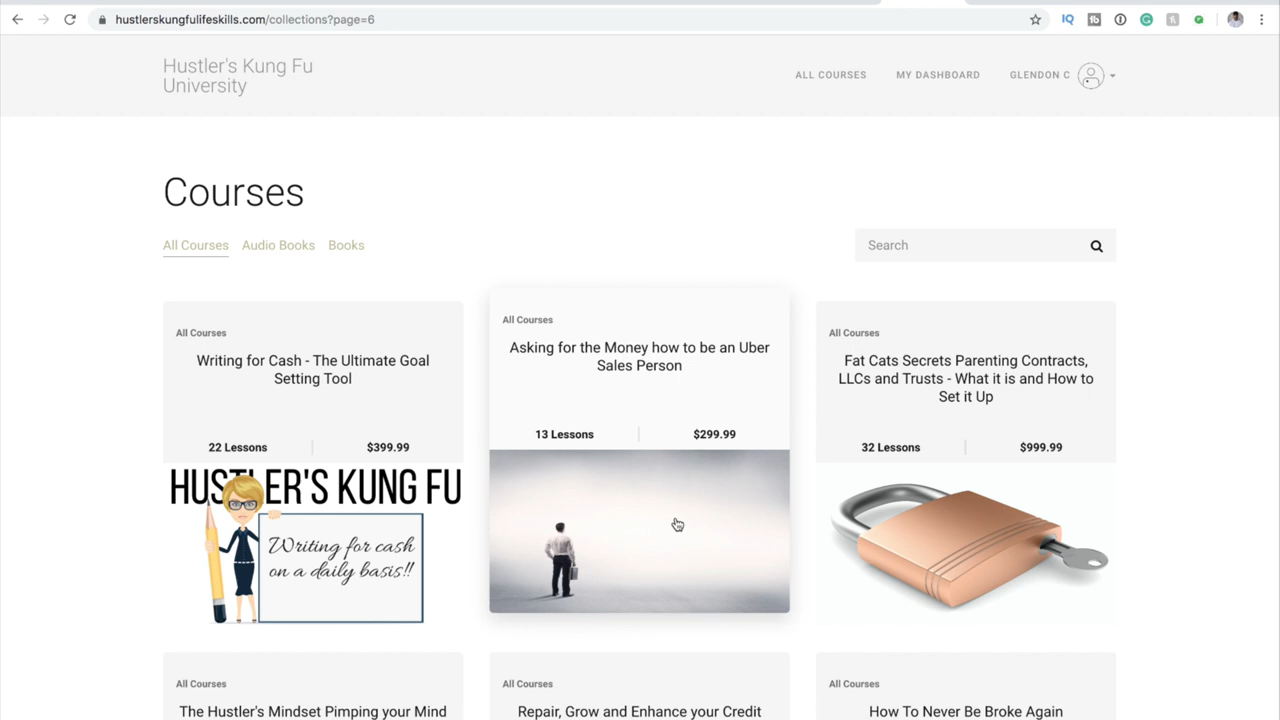 hustlerskungfulifeskills.com/collections?page=6
Hustler's Kung Fu
University
ALL COURSES
MY DASHBOARD
GLENDON C
Courses
All Courses
Audio Books
Books
Search
All Courses
Writing for Cash - The Ultimate Goal
Setting Tool
22 Lessons
$399.99
HUSTLER'S KUNG FU
Writing for cash
on a daily basis!!
All Courses
Asking for the Money how to be an Uber
Sales Person
13 Lessons
$299.99
All Courses
Fat Cats Secrets Parenting Contracts,
LLCs and Trusts - What it is and How to
Set it Up
32 Lessons
$999.99
All Courses
The Hustler's Mindset Pimping your Mind
All Courses
Repair, Grow and Enhance your Credit
All Courses
How To Never Be Broke Again